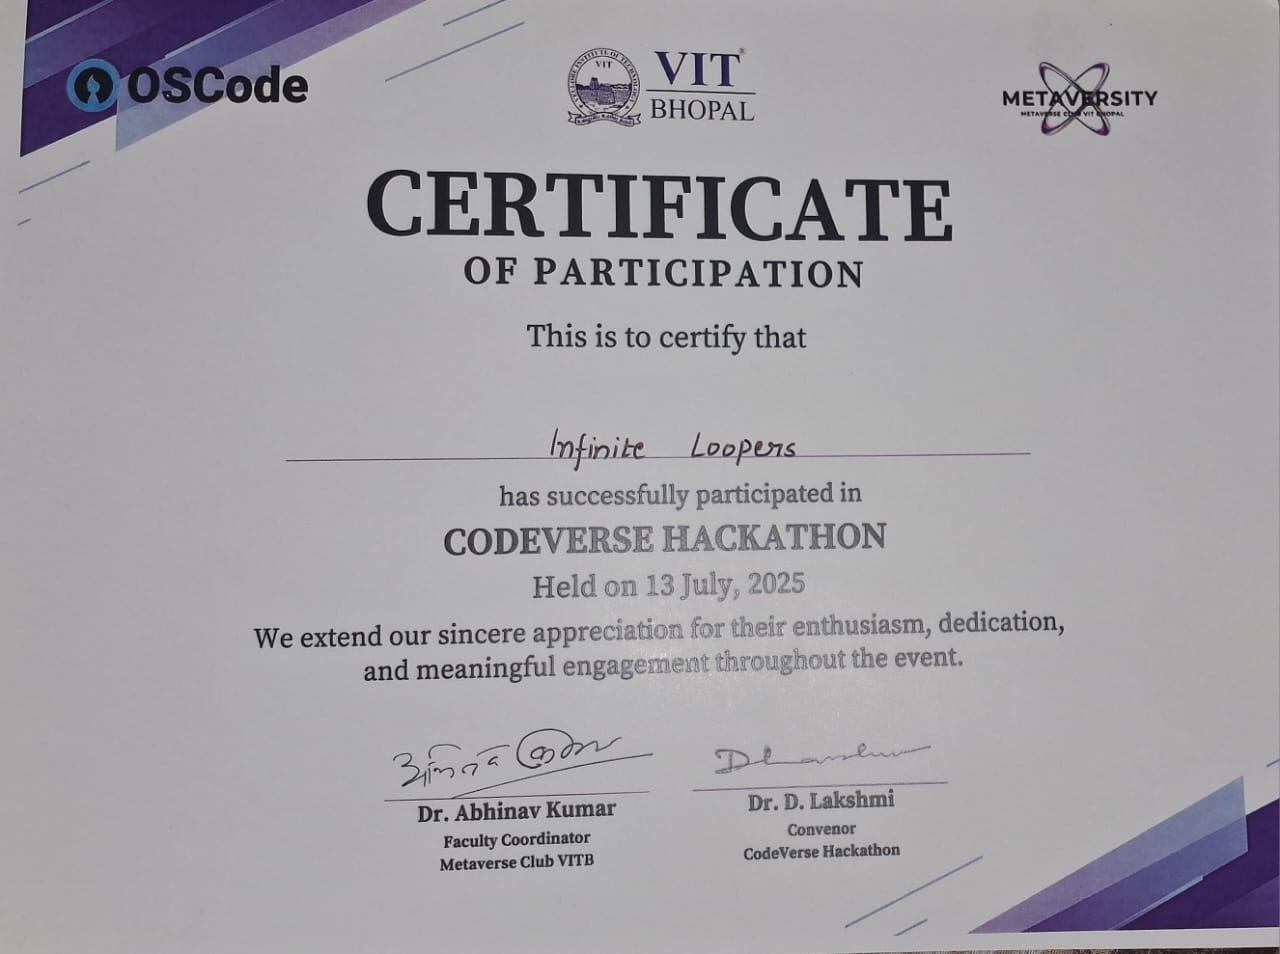 OSCode
VIT
VIT
BHOPAL
METAVERSITY
METAVERSE CLUB VIT BHOPAL
CERTIFICATE
OF PARTICIPATION
This is to certify that
Infinite Loopers
has successfully participated in
CODEVERSE HACKATHON
Held on 13 July, 2025
We extend our sincere appreciation for their enthusiasm, dedication,
and meaningful engagement throughout the event.
Dr. Abhinav Kumar
Faculty Coordinator
Metaverse Club VITB
Dr. D. Lakshmi
Convenor
CodeVerse Hackathon